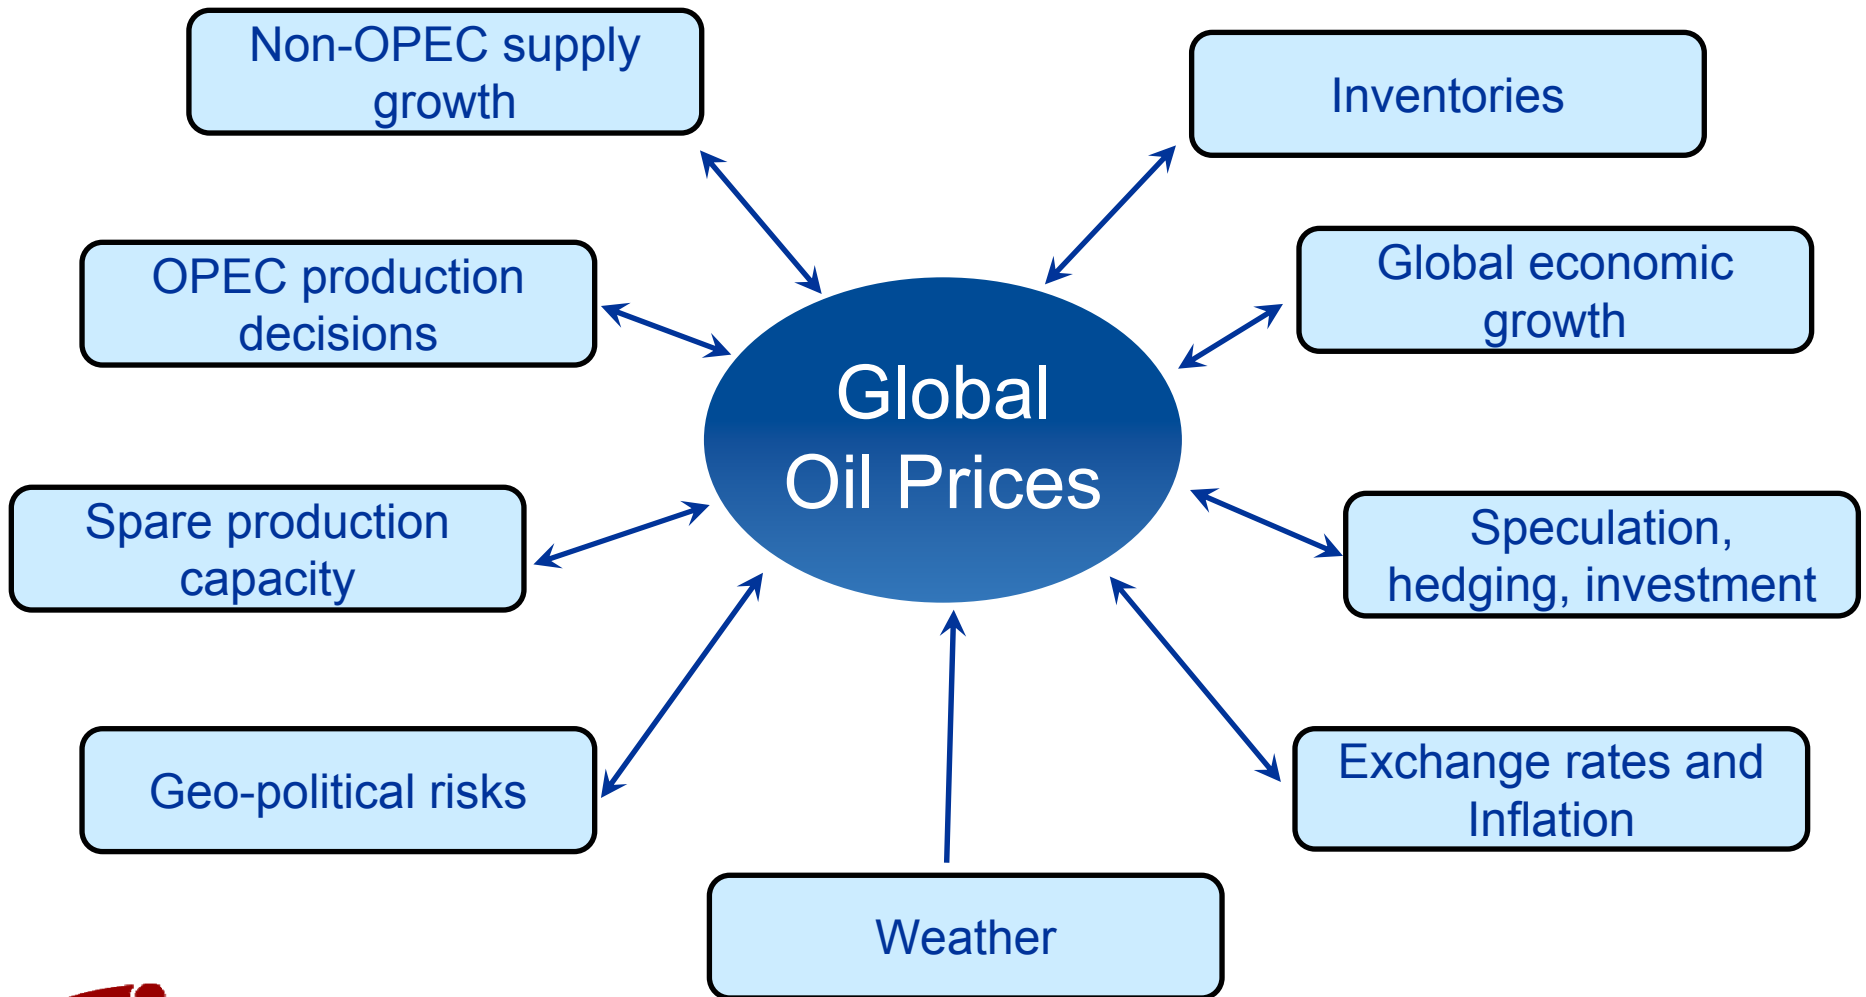 Non-OPEC supply
growth
Inventories
OPEC production
decisions
Global economic
growth
Global
Oil Prices
Spare production
capacity
Speculation,
hedging, investment
Geo-political risks
Exchange rates and
Inflation
Weather